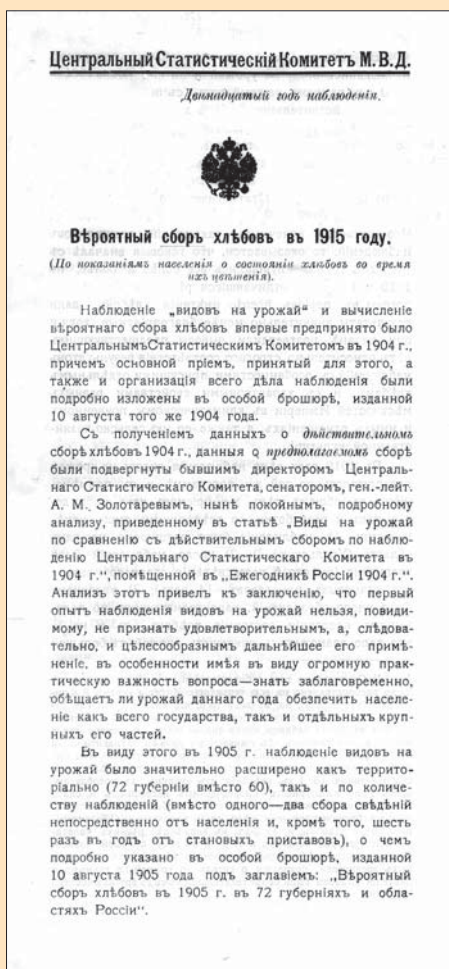 Центральный Статистическій Комитетъ М.В.Д.
Двѣнадцатый годъ наблюденія.
Вѣроятный сборъ хлѣбовъ въ 1915 году.
(По показаніямъ населенія о состояніи хлѣбовъ во время
ихъ цвѣтенія).
Наблюденіе „видовъ на урожай“ и вычисленіе
вѣроятнаго сбора хлѣбовъ впервые предпринято было
ЦентральнымъСтатистическимъ Комитетомъ въ 1904 г.,
причемъ основной пріемъ, принятый для этого, а
также и организація всего дѣла наблюденія были
подробно изложены въ особой брошюрѣ, изданной
10 августа того же 1904 года.
Съ полученіемъ данныхъ о дѣйствительномъ
сборѣ хлѣбовъ 1904 г., данныя о предполагаемомъ сборѣ
были подвергнуты бывшимъ директоромъ Централь-
наго Статистическаго Комитета, сенаторомъ, ген.-лейт.
А. М. Золотаревымъ, нынѣ покойнымъ, подробному
анализу, приведенному въ статьѣ „Виды на урожай
по сравненію съ дѣйствительнымъ сборомъ по наблю-
денію Центральнаго Статистическаго Комитета въ
1904 г.“, помѣщенной въ „Ежегодникѣ Россіи 1904 г.“.
Анализъ этотъ привелъ къ заключенію, что первый
опытъ наблюденія видовъ на урожай нельзя, повиди-
мому, не признать удовлетворительнымъ, а, слѣдова-
тельно, и цѣлесообразнымъ дальнѣйшее его примѣ-
неніе, въ особенности имѣя въ виду огромную прак-
тическую важность вопроса—знать заблаговременно,
обѣщаетъ ли урожай даннаго года обезпечить населе-
ніе какъ всего государства, такъ и отдѣльныхъ круп-
ныхъ его частей.
Въ виду этого въ 1905 г. наблюденіе видовъ на
урожай было значительно расширено какъ террито-
ріально (72 губерніи вмѣсто 60), такъ и по количе-
ству наблюденій (вмѣсто одного—два сбора свѣдѣній
непосредственно отъ населенія и, кромѣ того, шесть
разъ въ годъ отъ становыхъ приставовъ), о чемъ
подробно указано въ особой брошюрѣ, изданной
10 августа 1905 года подъ заглавіемъ: „Вѣроятный
сборъ хлѣбовъ въ 1905 г. въ 72 губерніяхъ и обла-
стяхъ Россіи“.